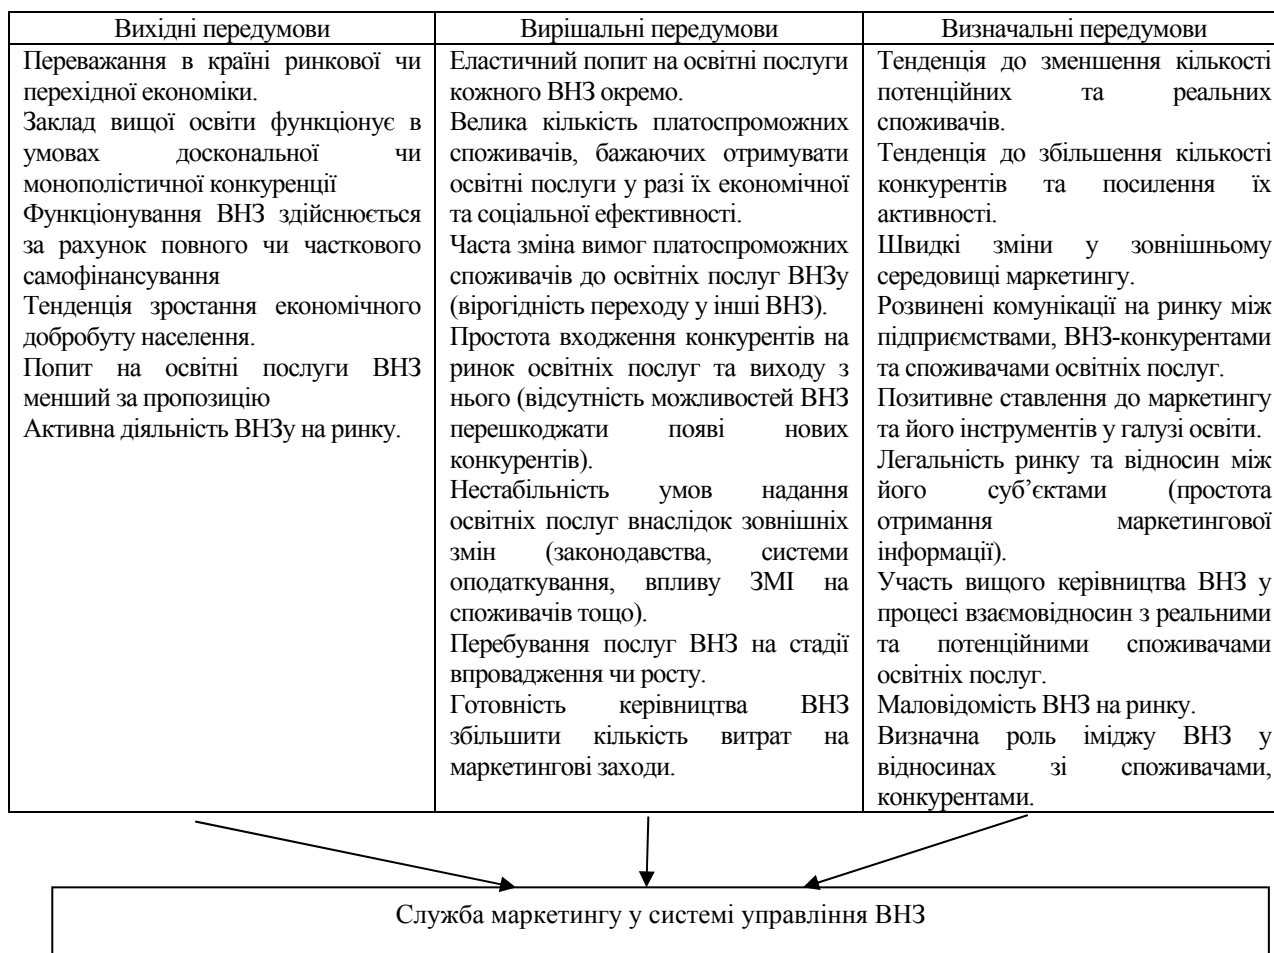 Вихідні передумови
Переважання в країні ринкової чи
перехідної економіки.
Заклад вищої освіти функціонує в
умовах досконалої чи
монополістичної конкуренції
Функціонування ВНЗ здійснюється
за рахунок повного чи часткового
самофінансування
Тенденція зростання економічного
добробуту населення.
Попит на освітні послуги ВНЗ
менший за пропозицію
Активна діяльність ВНЗу на ринку.
Вирішальні передумови
Еластичний попит на освітні послуги
кожного ВНЗ окремо.
Велика кількість платоспроможних
споживачів, бажаючих отримувати
освітні послуги у разі їх економічної
та соціальної ефективності.
Часта зміна вимог платоспроможних
споживачів до освітніх послуг ВНЗу
(вірогідність переходу у інші ВНЗ).
Простота входження конкурентів на
ринок освітніх послуг та виходу з
нього (відсутність можливостей ВНЗ
перешкоджати появі нових
конкурентів).
Нестабільність умов надання
освітніх послуг внаслідок зовнішніх
змін (законодавства, системи
оподаткування, впливу ЗМІ на
споживачів тощо).
Перебування послуг ВНЗ на стадії
впровадження чи росту.
Готовність керівництва ВНЗ
збільшити кількість витрат на
маркетингові заходи.
Визначальні передумови
Тенденція до зменшення кількості
потенційних та реальних
споживачів.
Тенденція до збільшення кількості
конкурентів та посилення їх
активності.
Швидкі зміни у зовнішньому
середовищі маркетингу.
Розвинені комунікації на ринку між
підприємствами, ВНЗ-конкурентами
та споживачами освітніх послуг.
Позитивне ставлення до маркетингу
та його інструментів у галузі освіти.
Легальність ринку та відносин між
його суб’єктами (простота
отримання маркетингової
інформації).
Участь вищого керівництва ВНЗ у
процесі взаємовідносин з реальними
та потенційними споживачами
освітніх послуг.
Маловідомість ВНЗ на ринку.
Визначна роль іміджу ВНЗ у
відносинах зі споживачами,
конкурентами.
Служба маркетингу у системі управління ВНЗ